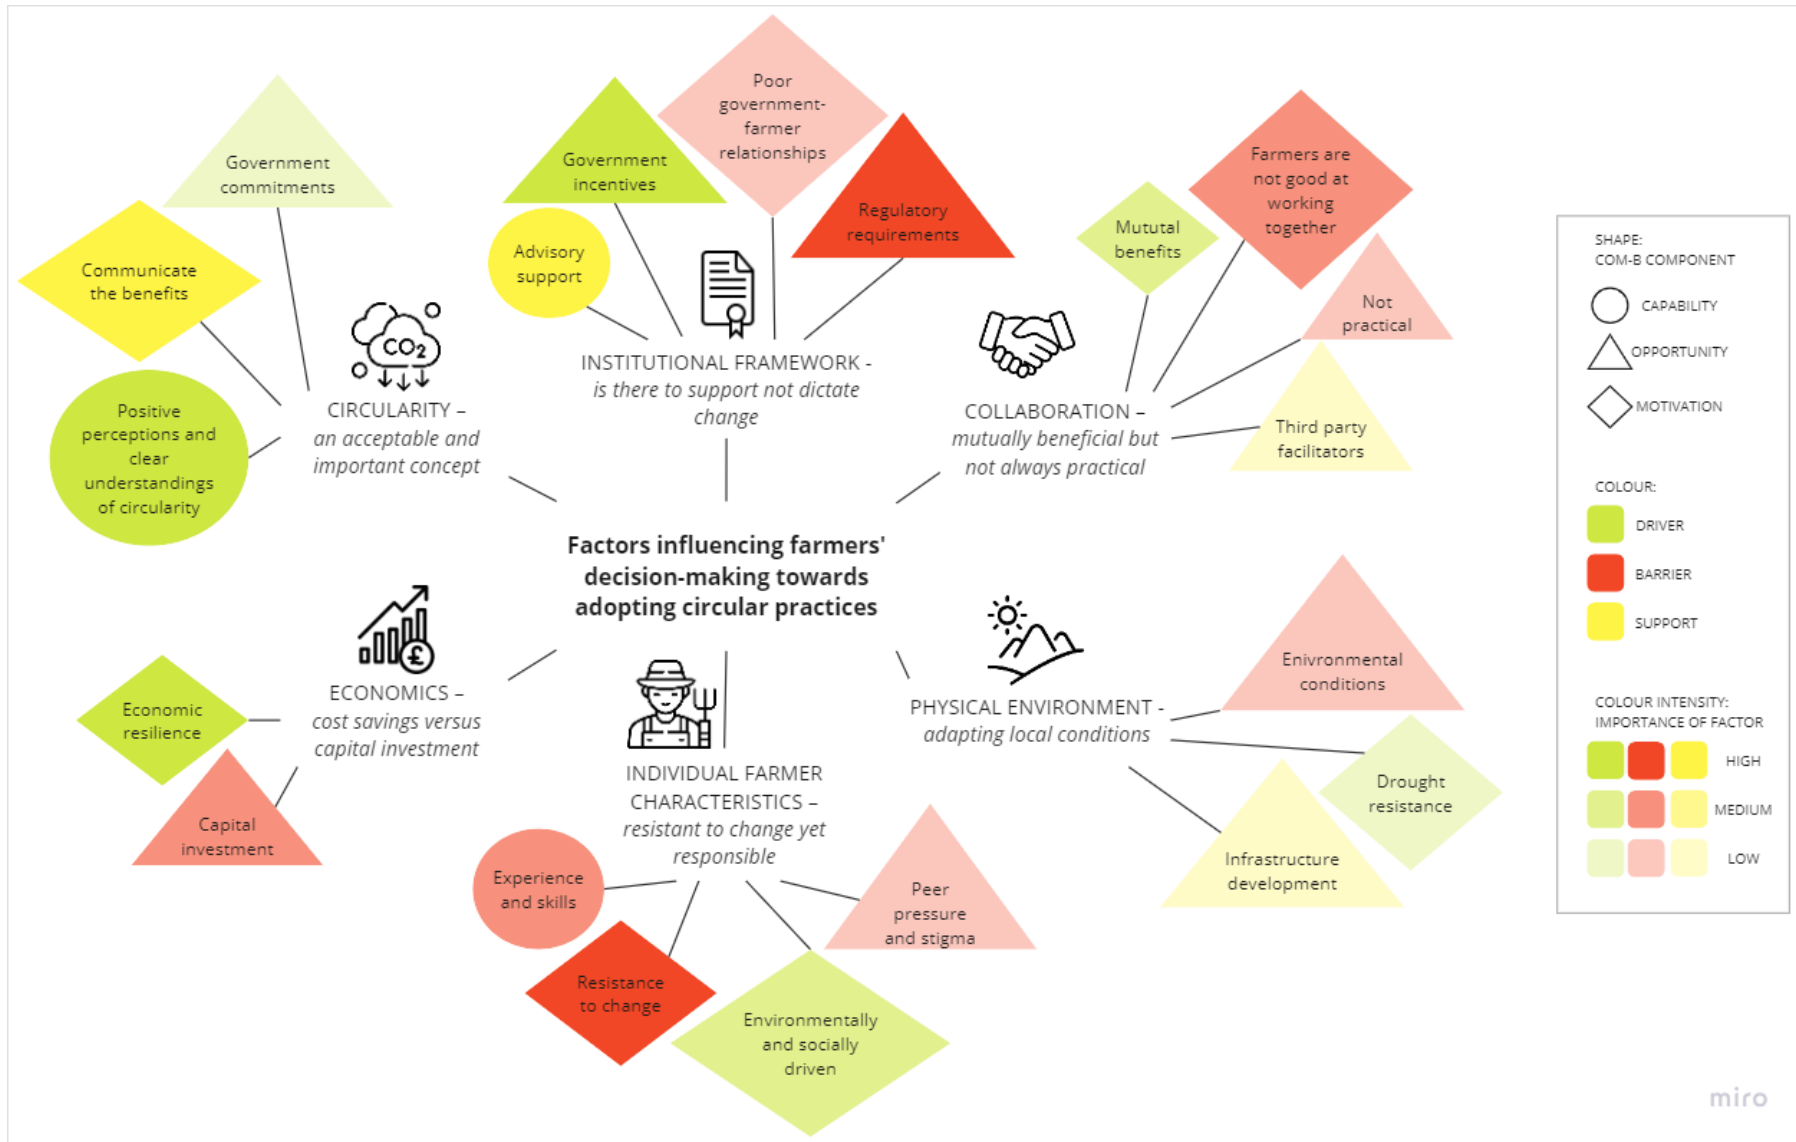 Government
commitments
Communicate
the benefits
Positive
perceptions and
clear
understandings
of circularity
CO2
CIRCULARITY –
an acceptable and
important concept
Government
incentives
Poor
government-
farmer
relationships
Regulatory
requirements
Advisory
support
INSTITUTIONAL FRAMEWORK -
is there to support not dictate
change
Mututal
benefits
Farmers are
not good at
working
together
Not
practical
Third party
facilitators
COLLABORATION –
mutually beneficial but
not always practical
Factors influencing farmers'
decision-making towards
adopting circular practices
£
ECONOMICS –
cost savings versus
capital investment
Economic
resilience
Capital
investment
INDIVIDUAL FARMER
CHARACTERISTICS –
resistant to change yet
responsible
Experience
and skills
Resistance
to change
Environmentally
and socially
driven
Peer
pressure
and stigma
PHYSICAL ENVIRONMENT -
adapting local conditions
Enivronmental
conditions
Drought
resistance
Infrastructure
development
SHAPE:
COM-B COMPONENT
CAPABILITY
OPPORTUNITY
MOTIVATION
COLOUR:
DRIVER
BARRIER
SUPPORT
COLOUR INTENSITY:
IMPORTANCE OF FACTOR
HIGH
MEDIUM
LOW
miro